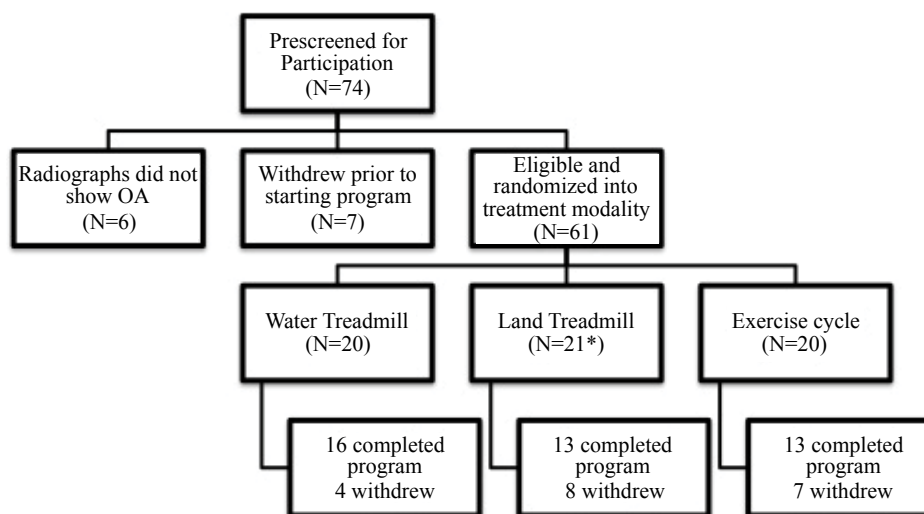 Prescreened for
Participation
(N=74)
Radiographs did not
show OA
(N=6)
Withdrew prior to
starting program
(N=7)
Eligible and
randomized into
treatment modality
(N=61)
Water Treadmill
(N=20)
Land Treadmill
(N=21*)
Exercise cycle
(N=20)
16 completed
program
4 withdrew
13 completed
program
8 withdrew
13 completed
program
7 withdrew